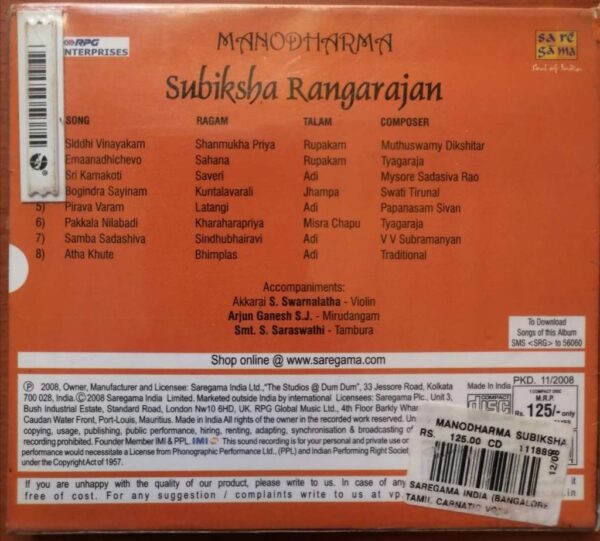 RPG
ENTERPRISES
MANODHARMA
sa re
ga ma
Soul of India
Subiksha Rangarajan
SONG RAGAM TALAM COMPOSER
Siddhi Vinayakam Shanmukha Priya Rupakam Muthuswamy Dikshitar
Emaanadhichevo Sahana Rupakam Tyagaraja
Sri Kamakoti Saveri Adi Mysore Sadasiva Rao
Bogindra Sayinam Kuntalavarali Jhampa Swati Tirunal
5) Pirava Varam Latangi Adi Papanasam Sivan
6) Pakkala Nilabadi Kharaharapriya Misra Chapu Tyagaraja
7) Samba Sadashiva Sindhubhairavi Adi V V Subramanyan
8) Atha Khute Bhimplas Adi Traditional
Accompaniments:
Akkarai S. Swarnalatha - Violin
Arjun Ganesh S.J. - Mirudangam
Smt. S. Saraswathi - Tambura
To Download
Songs of this Album
SMS <SRG> to 56060
Shop online @ www.saregama.com
Ⓟ 2008, Owner, Manufacturer and Licensee: Saregama India Ltd.,"The Studios @ Dum Dum", 33 Jessore Road, Kolkata
700 028, India. Ⓒ 2008 Saregama India Limited. Marketed outside India by international Licensees: Saregama Plc., Unit 3,
Bush Industrial Estate, Standard Road, London Nw10 6HD, UK. RPG Global Music Ltd., 4th Floor Barkly Wharf
Caudan Water Front, Port-Louis, Mauritius. Made in India All rights of the owner in the recorded work reserved. Un
copying, usage, publishing, public performance, hiring, renting, adapting, synchronisation & broadcasting of
recording prohibited. Founder Member IMI & PPL IMI This sound recording is for your personal and private use
performance would necessitate a License from Phonographic Performance Ltd., (PPL) and Indian Performing Right Socie
under the Copyright Act of 1957.
Made In India
PKD. 11/2008
COMPACT
M.R.P.
Rs. 125/- only
MANODHARMA SUBIKSHA
RS. 125.00 CD 111899
12/08
SAREGAMA INDIA (BANGALORE
TAMIL CARNATIC
If you are unhappy with the quality of our product, please write to us. In case of any
free of cost. For any suggestion / complaints write to us at